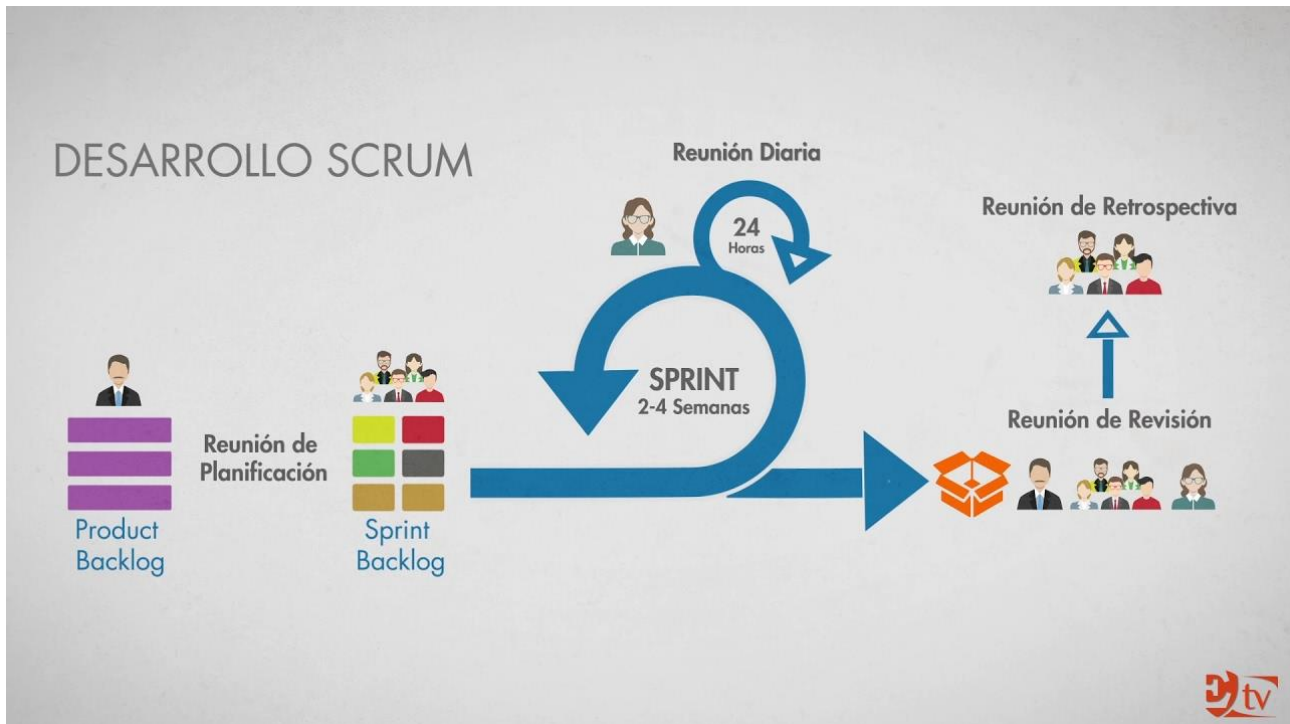 DESARROLLO SCRUM
Reunión Diaria
24
Horas
Reunión de Retrospectiva
SPRINT
2-4 Semanas
Reunión de Revisión
Reunión de
Planificación
Product
Backlog
Sprint
Backlog
E tv